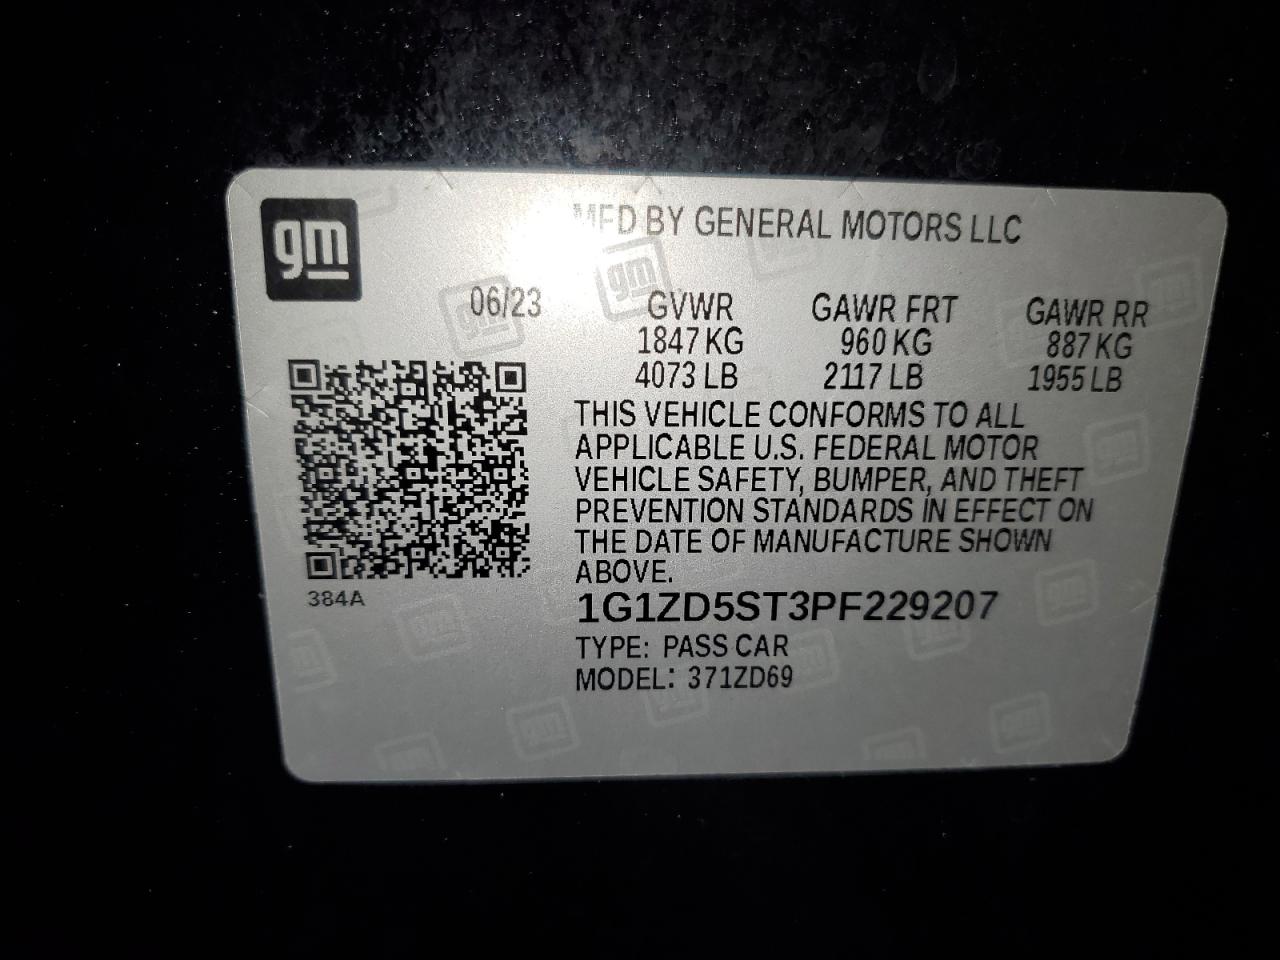 gm
MFD BY GENERAL MOTORS LLC
06/23
GVWR GAWR FRT GAWR RR
1847 KG 960 KG 887 KG
4073 LB 2117 LB 1955 LB
THIS VEHICLE CONFORMS TO ALL
APPLICABLE U.S. FEDERAL MOTOR
VEHICLE SAFETY, BUMPER, AND THEFT
PREVENTION STANDARDS IN EFFECT ON
THE DATE OF MANUFACTURE SHOWN
ABOVE.
384A
1G1ZD5ST3PF229207
TYPE: PASS CAR
MODEL: 371ZD69